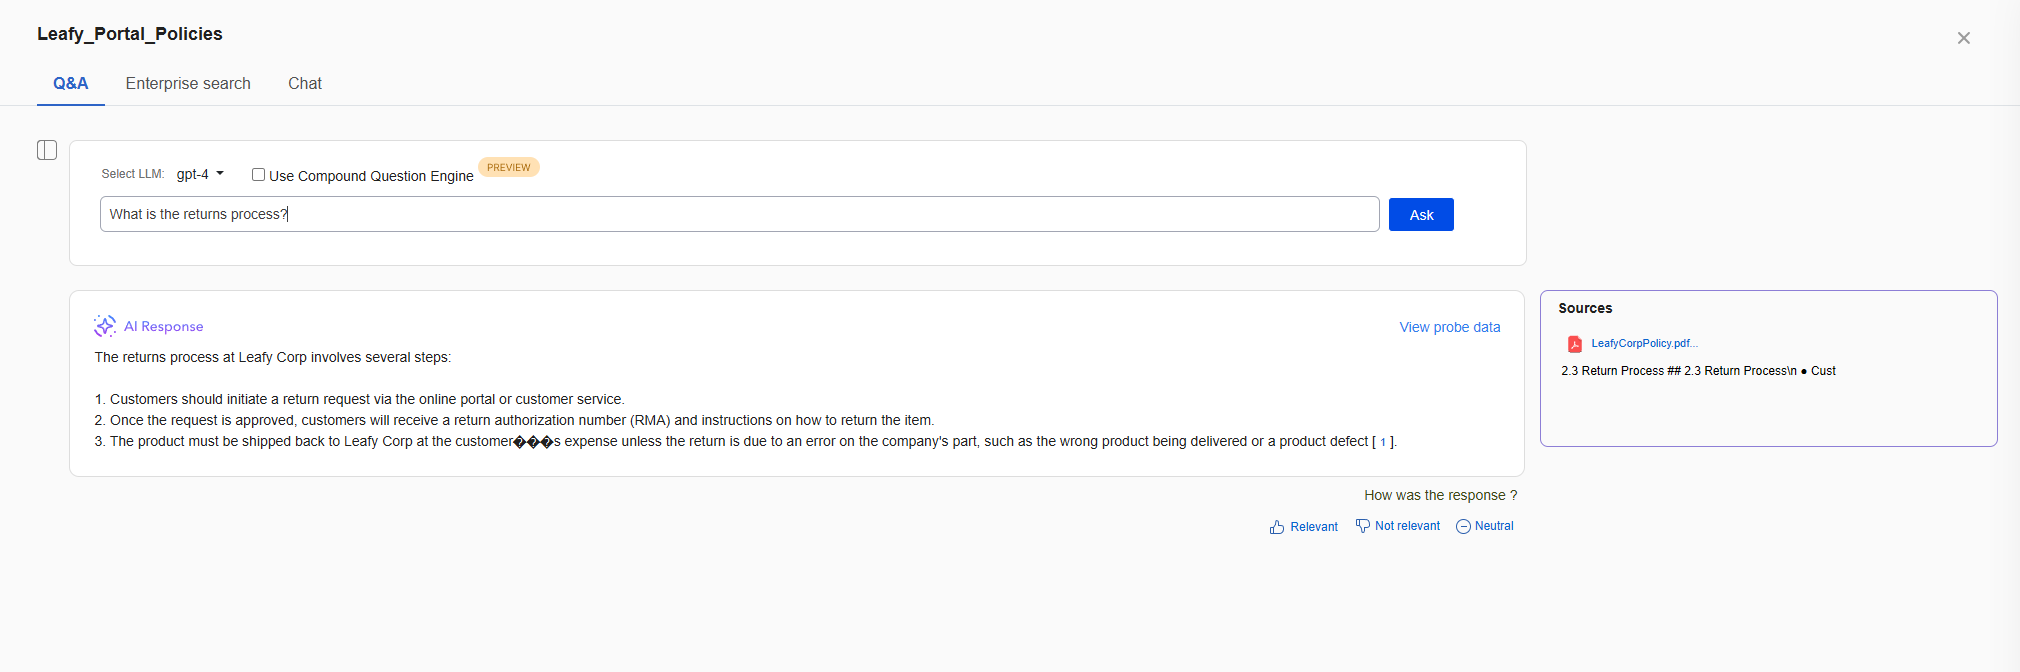 Leafy_Portal_Policies
Q&A Enterprise search Chat
Select LLM: gpt-4 Use Compound Question Engine PREVIEW
What is the returns process?
Ask
AI Response
View probe data
The returns process at Leafy Corp involves several steps:
1. Customers should initiate a return request via the online portal or customer service.
2. Once the request is approved, customers will receive a return authorization number (RMA) and instructions on how to return the item.
3. The product must be shipped back to Leafy Corp at the customer���s expense unless the return is due to an error on the company's part, such as the wrong product being delivered or a product defect [ 1 ].
Sources
LeafyCorpPolicy.pdf...
2.3 Return Process ## 2.3 Return Process\n ● Cust
How was the response ?
Relevant Not relevant Neutral